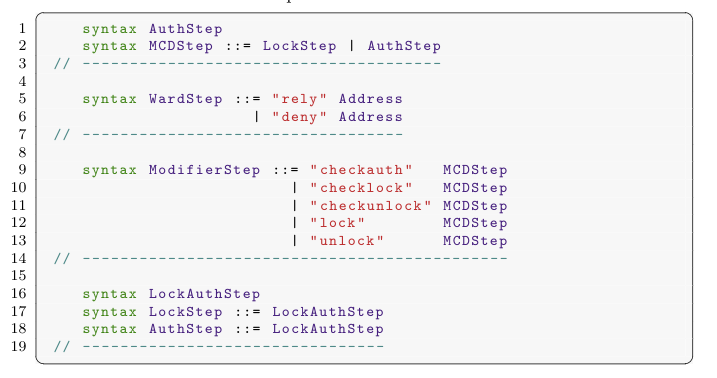 1 syntax AuthStep
2 syntax MCDStep ::= LockStep | AuthStep
3 // --------------------------------------
4
5 syntax WardStep ::= "rely" Address
6 | "deny" Address
7 // ----------------------------------
8
9 syntax ModifierStep ::= "checkauth" MCDStep
10 | "checklock" MCDStep
11 | "checkunlock" MCDStep
12 | "lock" MCDStep
13 | "unlock" MCDStep
14 // ---------------------------------------------
15
16 syntax LockAuthStep
17 syntax LockStep ::= LockAuthStep
18 syntax AuthStep ::= LockAuthStep
19 // --------------------------------